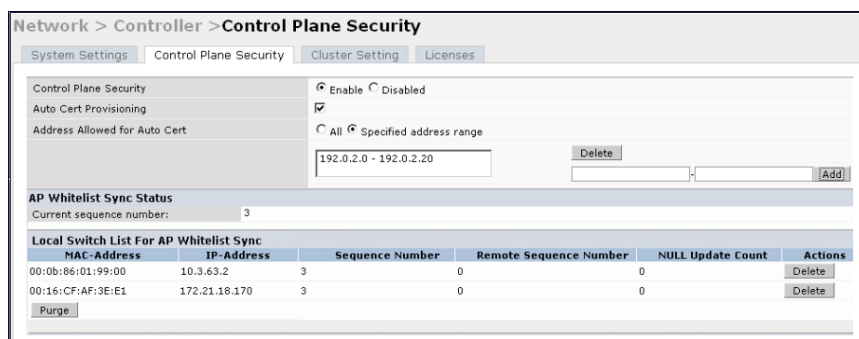 Network > Controller >Control Plane Security
System Settings Control Plane Security Cluster Setting Licenses
Control Plane Security Enable Disabled
Auto Cert Provisioning
Address Allowed for Auto Cert All Specified address range
192.0.2.0 - 192.0.2.20 Delete
- Add
AP Whitelist Sync Status
Current sequence number: 3
Local Switch List For AP Whitelist Sync
MAC-Address IP-Address Sequence Number Remote Sequence Number NULL Update Count Actions
00:0b:86:01:99:00 10.3.63.2 3 0 0 Delete
00:16:CF:AF:3E:E1 172.21.18.170 3 0 0 Delete
Purge